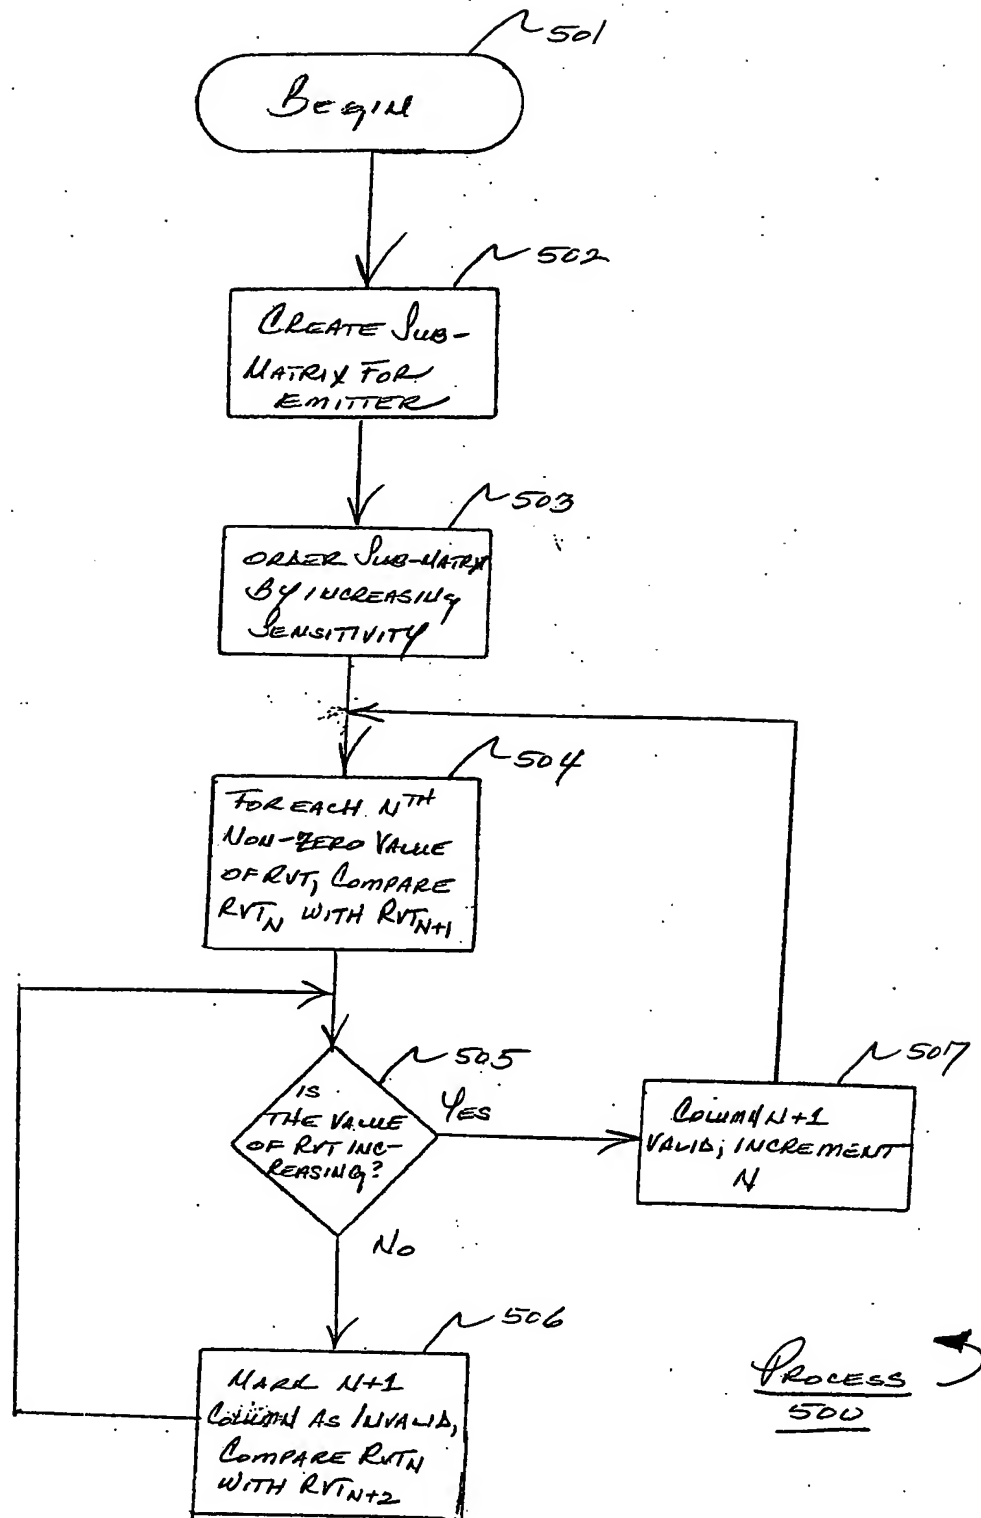 501
Begin
502
CREATE SUB-
MATRIX FOR
EMITTER
503
ORDER SUB-MATRIX
BY INCREASING
SENSITIVITY
504
FOR EACH NTH
NON-ZERO VALUE
OF RVT, COMPARE
RVTN WITH RVTN+1
505
IS
THE VALUE
OF RVT INC-
REASING?
YES
507
COLUMN N+1
VALID; INCREMENT
N
NO
506
MARK N+1
COLUMN AS INVALID,
COMPARE RVTN
WITH RVTN+2
PROCESS
500